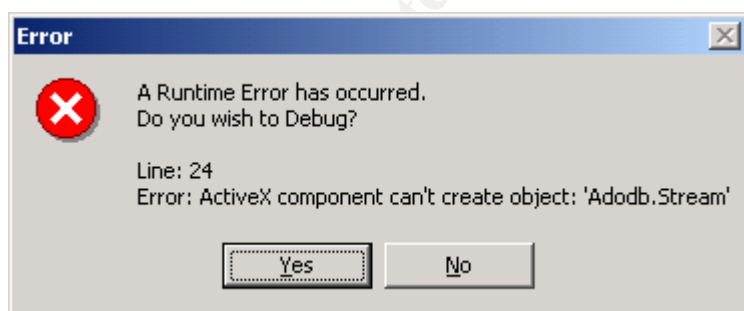 Error
A Runtime Error has occurred.
Do you wish to Debug?
Line: 24
Error: ActiveX component can't create object: 'Adodb.Stream'
Yes
No